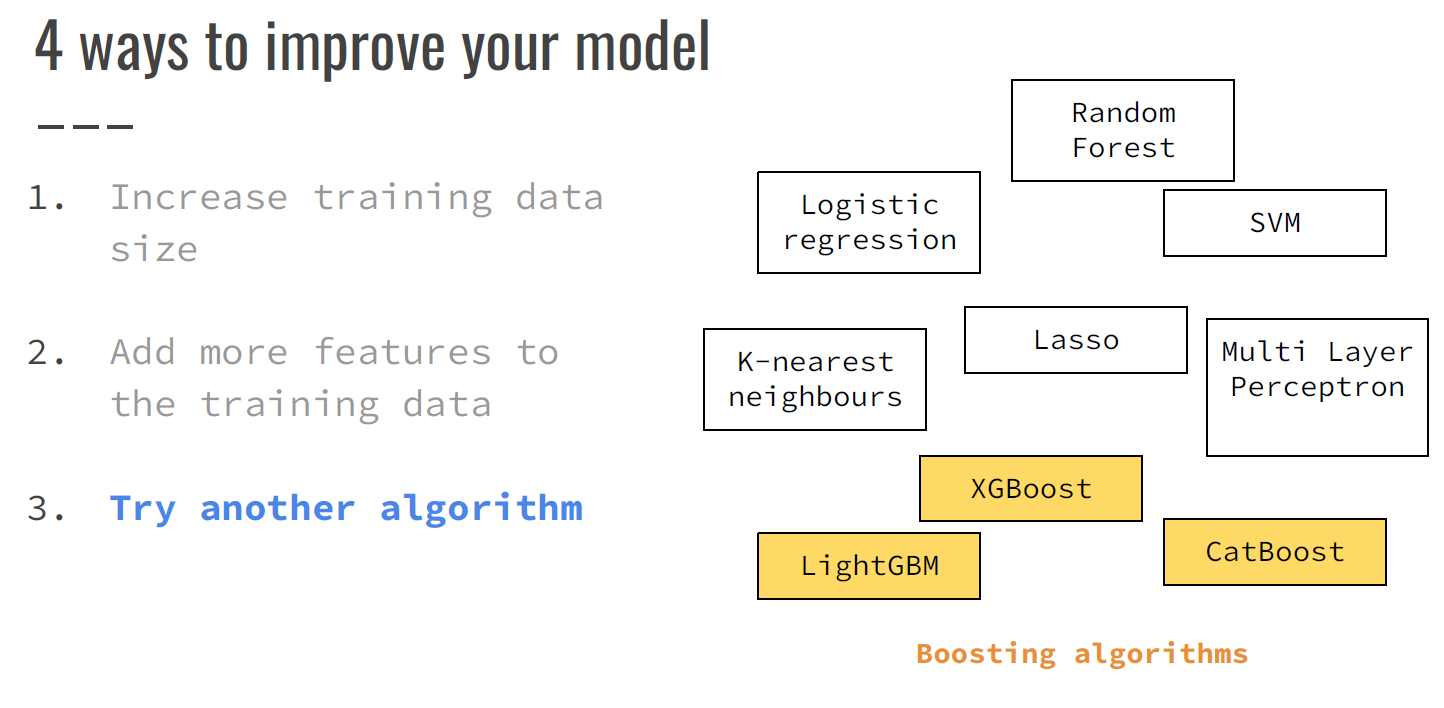 4 ways to improve your model
1. Increase training data
size
2. Add more features to
the training data
3. Try another algorithm
Random
Forest
Logistic
regression
SVM
K-nearest
neighbours
Lasso
Multi Layer
Perceptron
XGBoost
LightGBM
CatBoost
Boosting algorithms